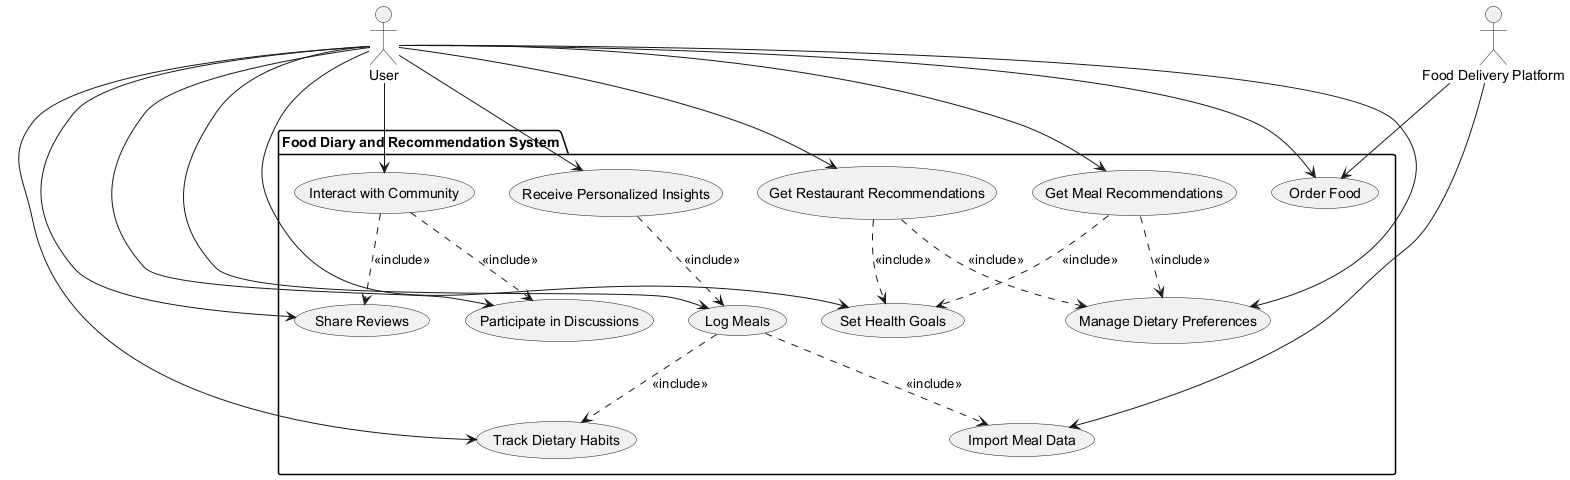 User
Food Delivery Platform
Food Diary and Recommendation System
Interact with Community
Receive Personalized Insights
Get Restaurant Recommendations
Get Meal Recommendations
Order Food
«include»
«include»
«include»
«include»
«include»
«include»
«include»
Share Reviews
Participate in Discussions
Log Meals
Set Health Goals
Manage Dietary Preferences
«include»
«include»
Track Dietary Habits
Import Meal Data